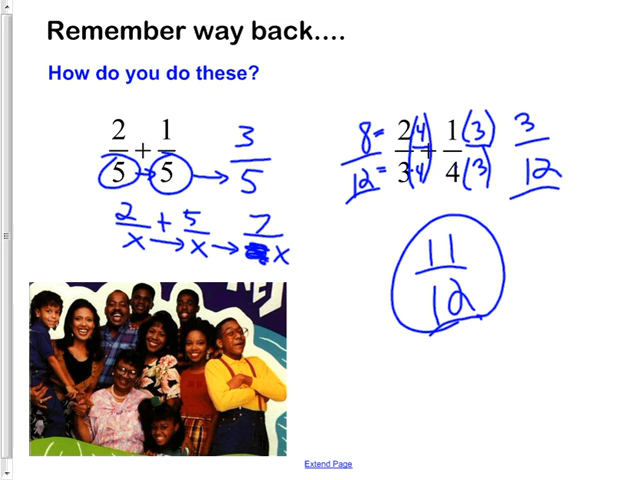 Remember way back....
How do you do these?
2/5 + 1/5 → 3/5
2/x + 5/x → 7/x
8/12 = 2/3 (4/4) + 1/4 (3/3) 3/12
11/12
Extend Page